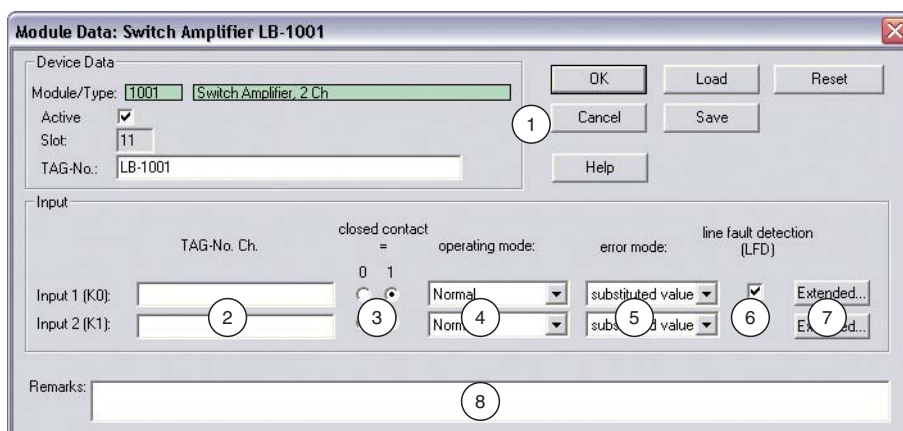 Module Data: Switch Amplifier LB-1001
Device Data
Module/Type: 1001 Switch Amplifier, 2 Ch
Active
Slot: 11
TAG-No.: LB-1001
OK Load Reset
1 Cancel Save
Help
Input
TAG-No. Ch.
closed contact
=
0 1
operating mode:
error mode:
line fault detection
(LFD)
Input 1 (K0): Normal substituted value Extended...
Input 2 (K1):
2 3 4 5 6 7
Remarks:
8